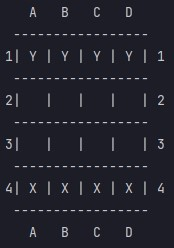 A   B   C   D
 -----------------
1| Y | Y | Y | Y | 1
 -----------------
2|   |   |   |   | 2
 -----------------
3|   |   |   |   | 3
 -----------------
4| X | X | X | X | 4
 -----------------
   A   B   C   D